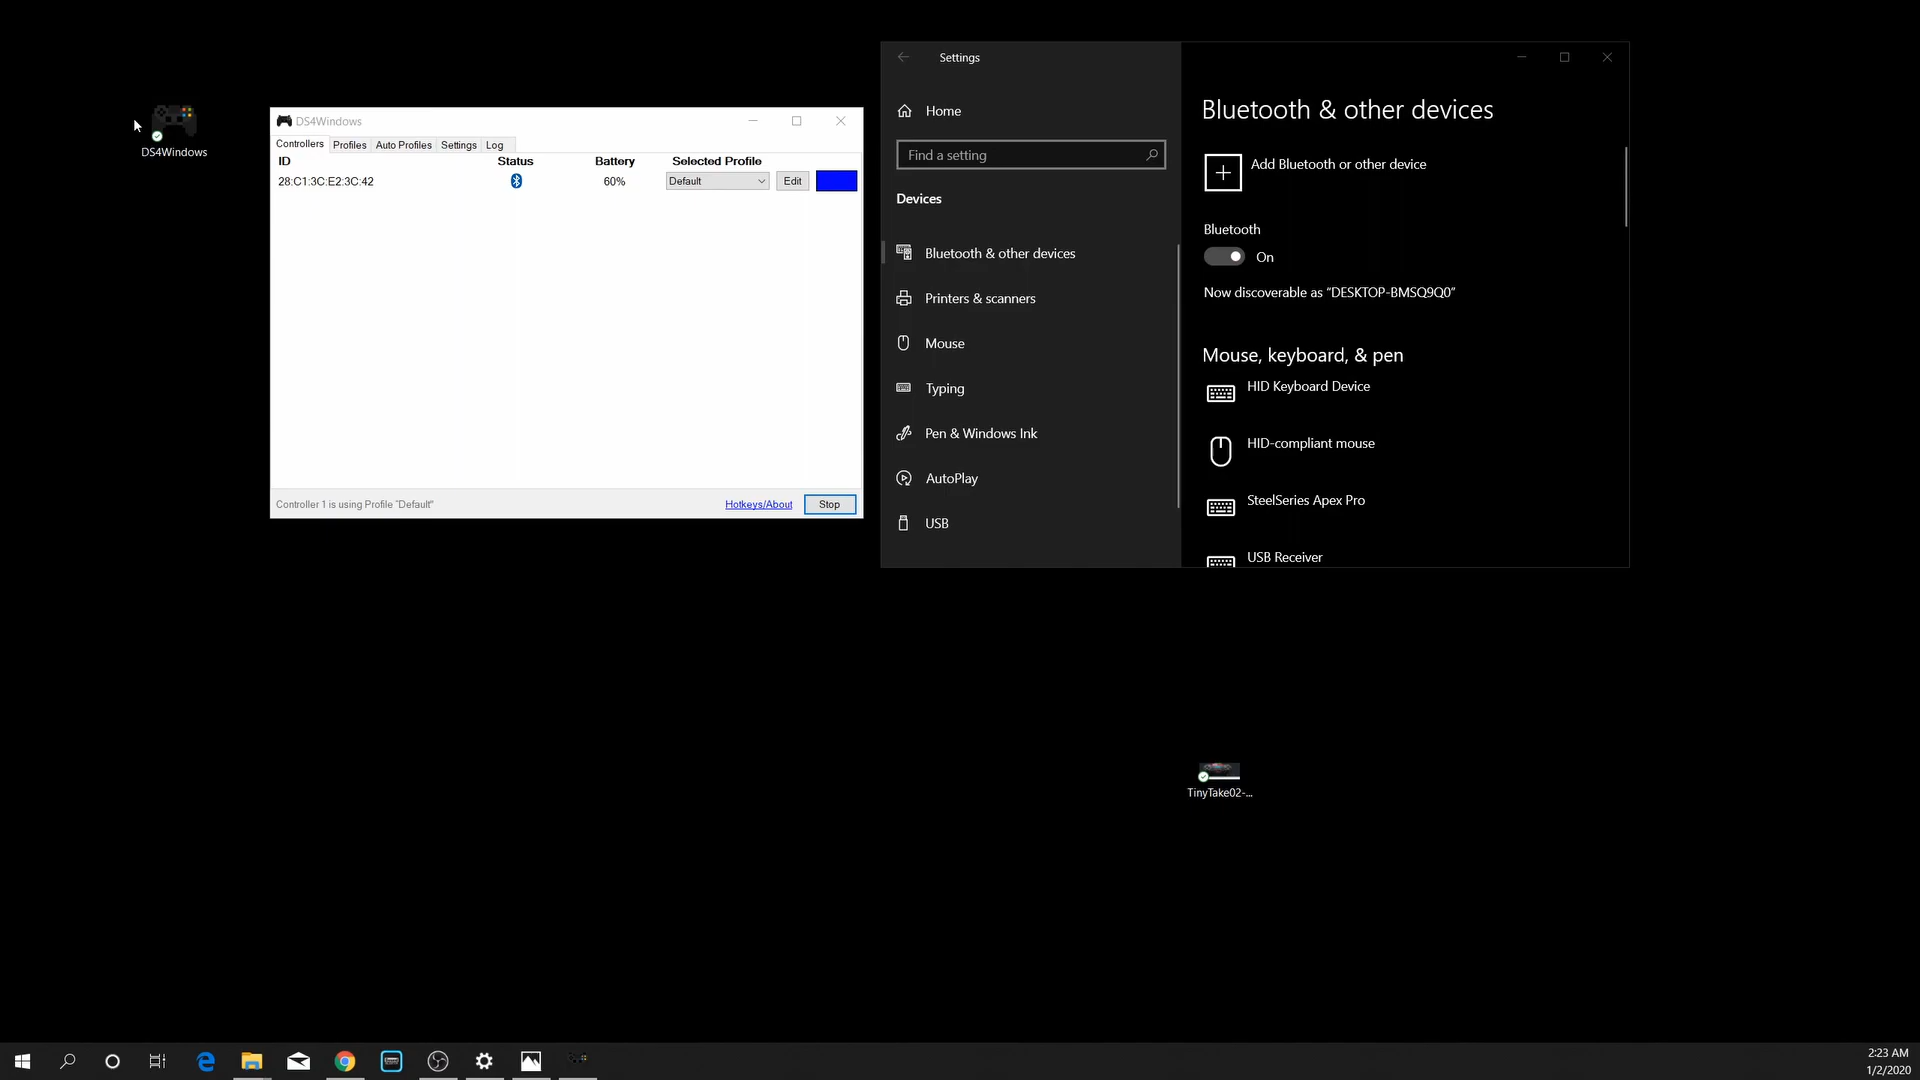 DS4Windows
DS4Windows
Controllers Profiles Auto Profiles Settings Log
ID Status Battery Selected Profile
28:C1:3C:E2:3C:42 60% Default Edit
Controller 1 is using Profile "Default" Hotkeys/About Stop
Settings
Home
Find a setting
Devices
Bluetooth & other devices
Printers & scanners
Mouse
Typing
Pen & Windows Ink
AutoPlay
USB
Bluetooth & other devices
Add Bluetooth or other device
Bluetooth
On
Now discoverable as “DESKTOP-BMSQ9Q0”
Mouse, keyboard, & pen
HID Keyboard Device
HID-compliant mouse
SteelSeries Apex Pro
USB Receiver
TinyTake02-...
2:23 AM
1/2/2020